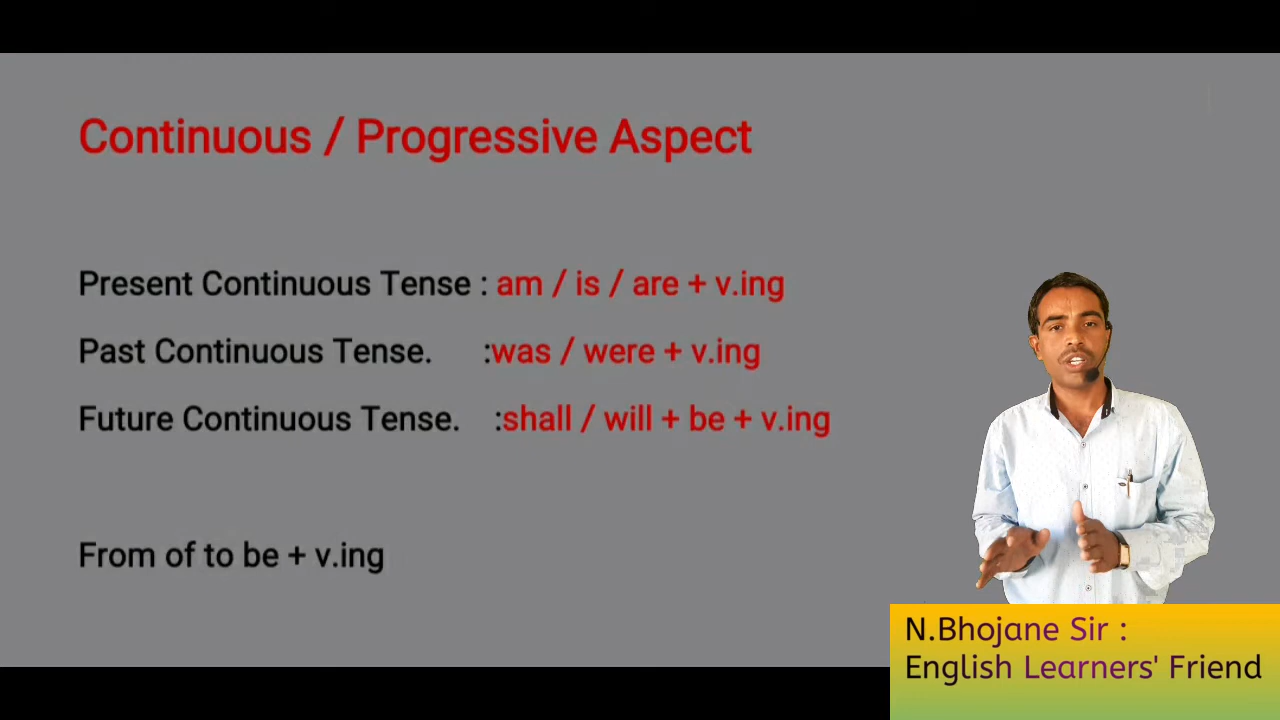 Continuous / Progressive Aspect
Present Continuous Tense : am / is / are + v.ing
Past Continuous Tense. :was / were + v.ing
Future Continuous Tense. :shall / will + be + v.ing
From of to be + v.ing
N.Bhojane Sir :
English Learners' Friend